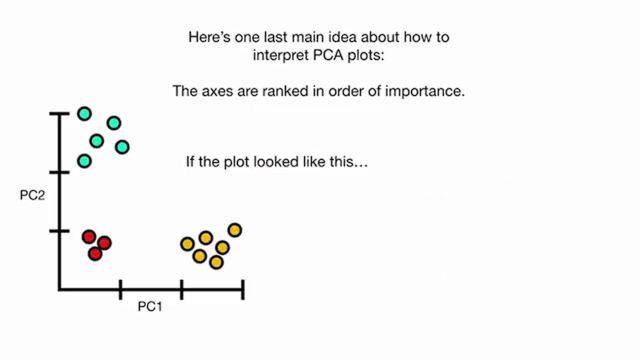 Here's one last main idea about how to
interpret PCA plots:
The axes are ranked in order of importance.
If the plot looked like this...
PC2
PC1